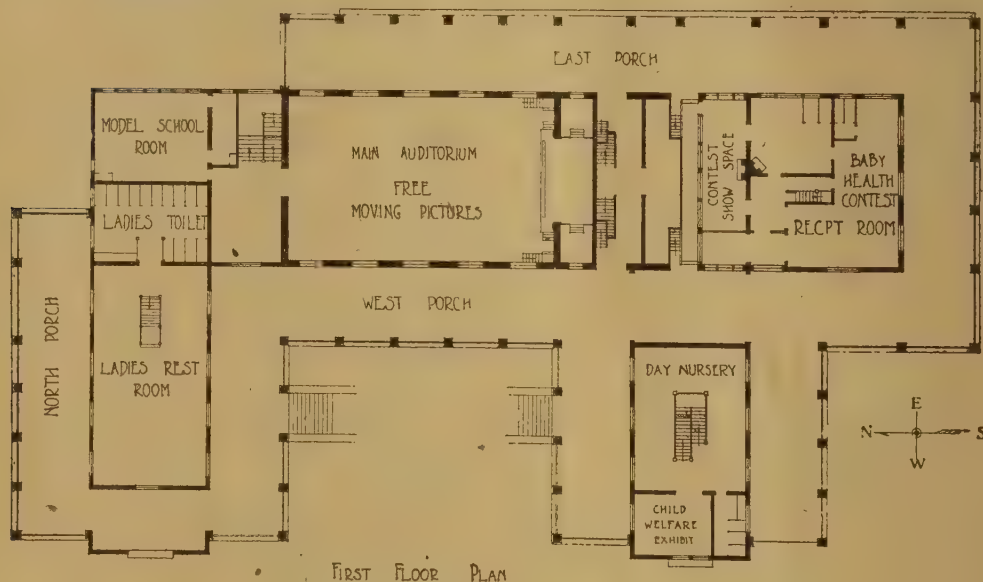 EAST PORCH
MODEL SCHOOL
ROOM
MAIN AUDITORIUM
FREE
MOVING PICTURES
CONTEST
SHOW SPACE
BABY
HEALTH
CONTEST
RECPT ROOM
LADIES TOILET
NORTH PORCH
WEST PORCH
LADIES REST
ROOM
DAY NURSERY
E
N
S
W
CHILD
WELFARE
EXHIBIT
FIRST FLOOR PLAN